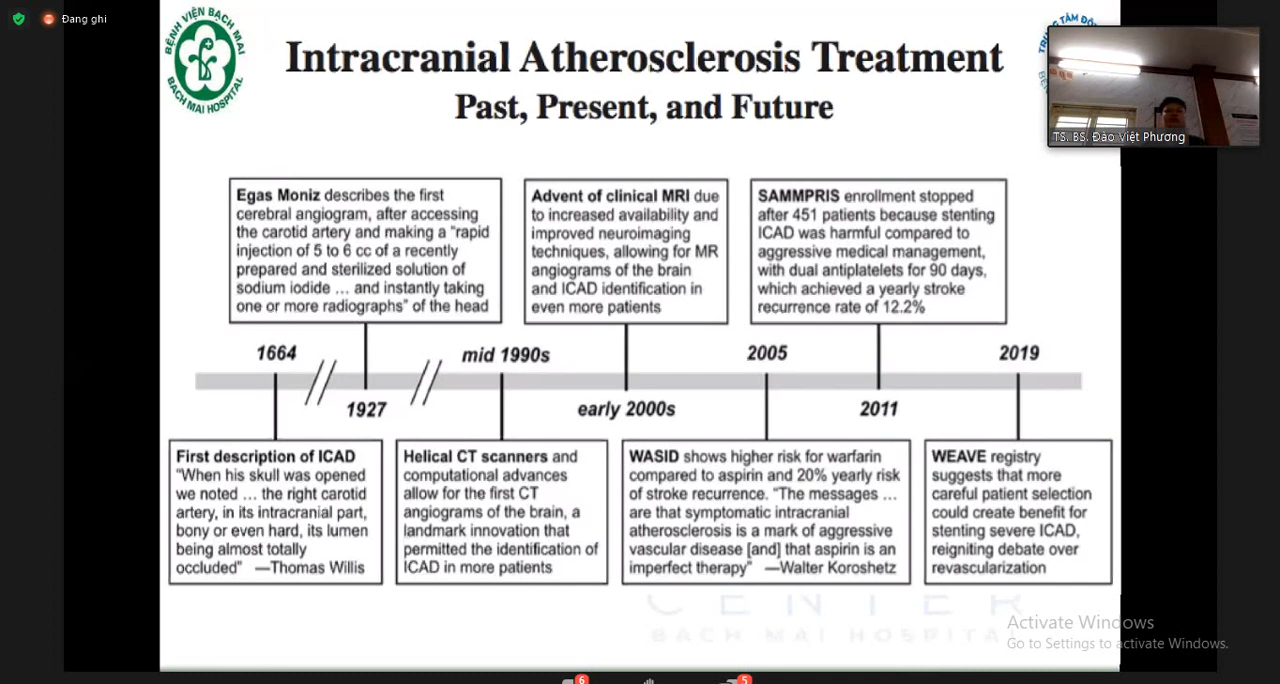 Đang ghi
BỆNH VIỆN BẠCH MAI
BACH MAI HOSPITAL
Intracranial Atherosclerosis Treatment
Past, Present, and Future
TRUNG TÂM
TS. BS. Đào Việt Phương
Egas Moniz describes the first
cerebral angiogram, after accessing
the carotid artery and making a "rapid
injection of 5 to 6 cc of a recently
prepared and sterilized solution of
sodium iodide ... and instantly taking
one or more radiographs" of the head
Advent of clinical MRI due
to increased availability and
improved neuroimaging
techniques, allowing for MR
angiograms of the brain
and ICAD identification in
even more patients
SAMMPRIS enrollment stopped
after 451 patients because stenting
ICAD was harmful compared to
aggressive medical management,
with dual antiplatelets for 90 days,
which achieved a yearly stroke
recurrence rate of 12.2%
1664
mid 1990s
2005
2019
1927
early 2000s
2011
First description of ICAD
"When his skull was opened
we noted ... the right carotid
artery, in its intracranial part,
bony or even hard, its lumen
being almost totally
occluded" —Thomas Willis
Helical CT scanners and
computational advances
allow for the first CT
angiograms of the brain, a
landmark innovation that
permitted the identification of
ICAD in more patients
WASID shows higher risk for warfarin
compared to aspirin and 20% yearly risk
of stroke recurrence. "The messages ...
are that symptomatic intracranial
atherosclerosis is a mark of aggressive
vascular disease [and] that aspirin is an
imperfect therapy" —Walter Koroshetz
WEAVE registry
suggests that more
careful patient selection
could create benefit for
stenting severe ICAD,
reigniting debate over
revascularization
CENTER
BACH MAI HOSPITAL
Activate Windows
Go to Settings to activate Windows.
6
5